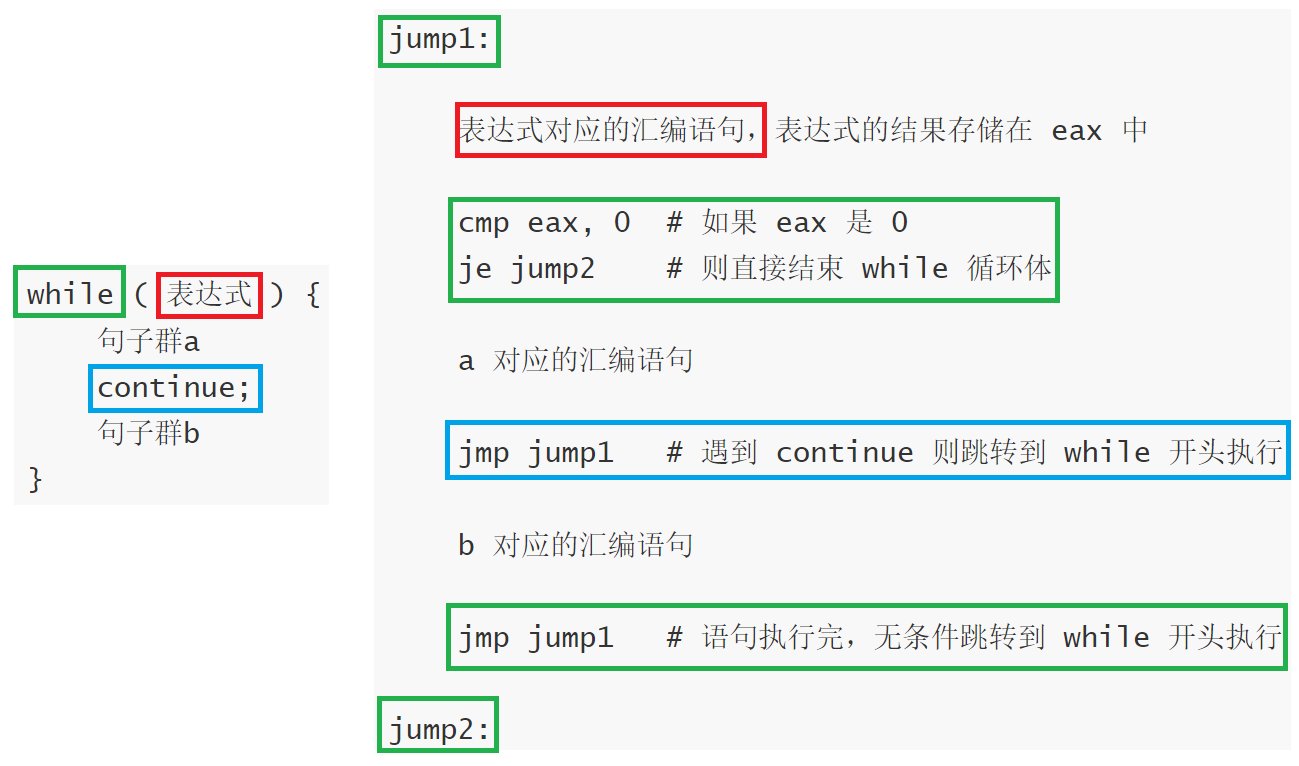 while ( 表达式 ) {
句子群a
continue;
句子群b
}
jump1:
表达式对应的汇编语句，表达式的结果存储在 eax 中
cmp eax, 0 # 如果 eax 是 0
je jump2 # 则直接结束 while 循环体
a 对应的汇编语句
jmp jump1 # 遇到 continue 则跳转到 while 开头执行
b 对应的汇编语句
jmp jump1 # 语句执行完，无条件跳转到 while 开头执行
jump2: